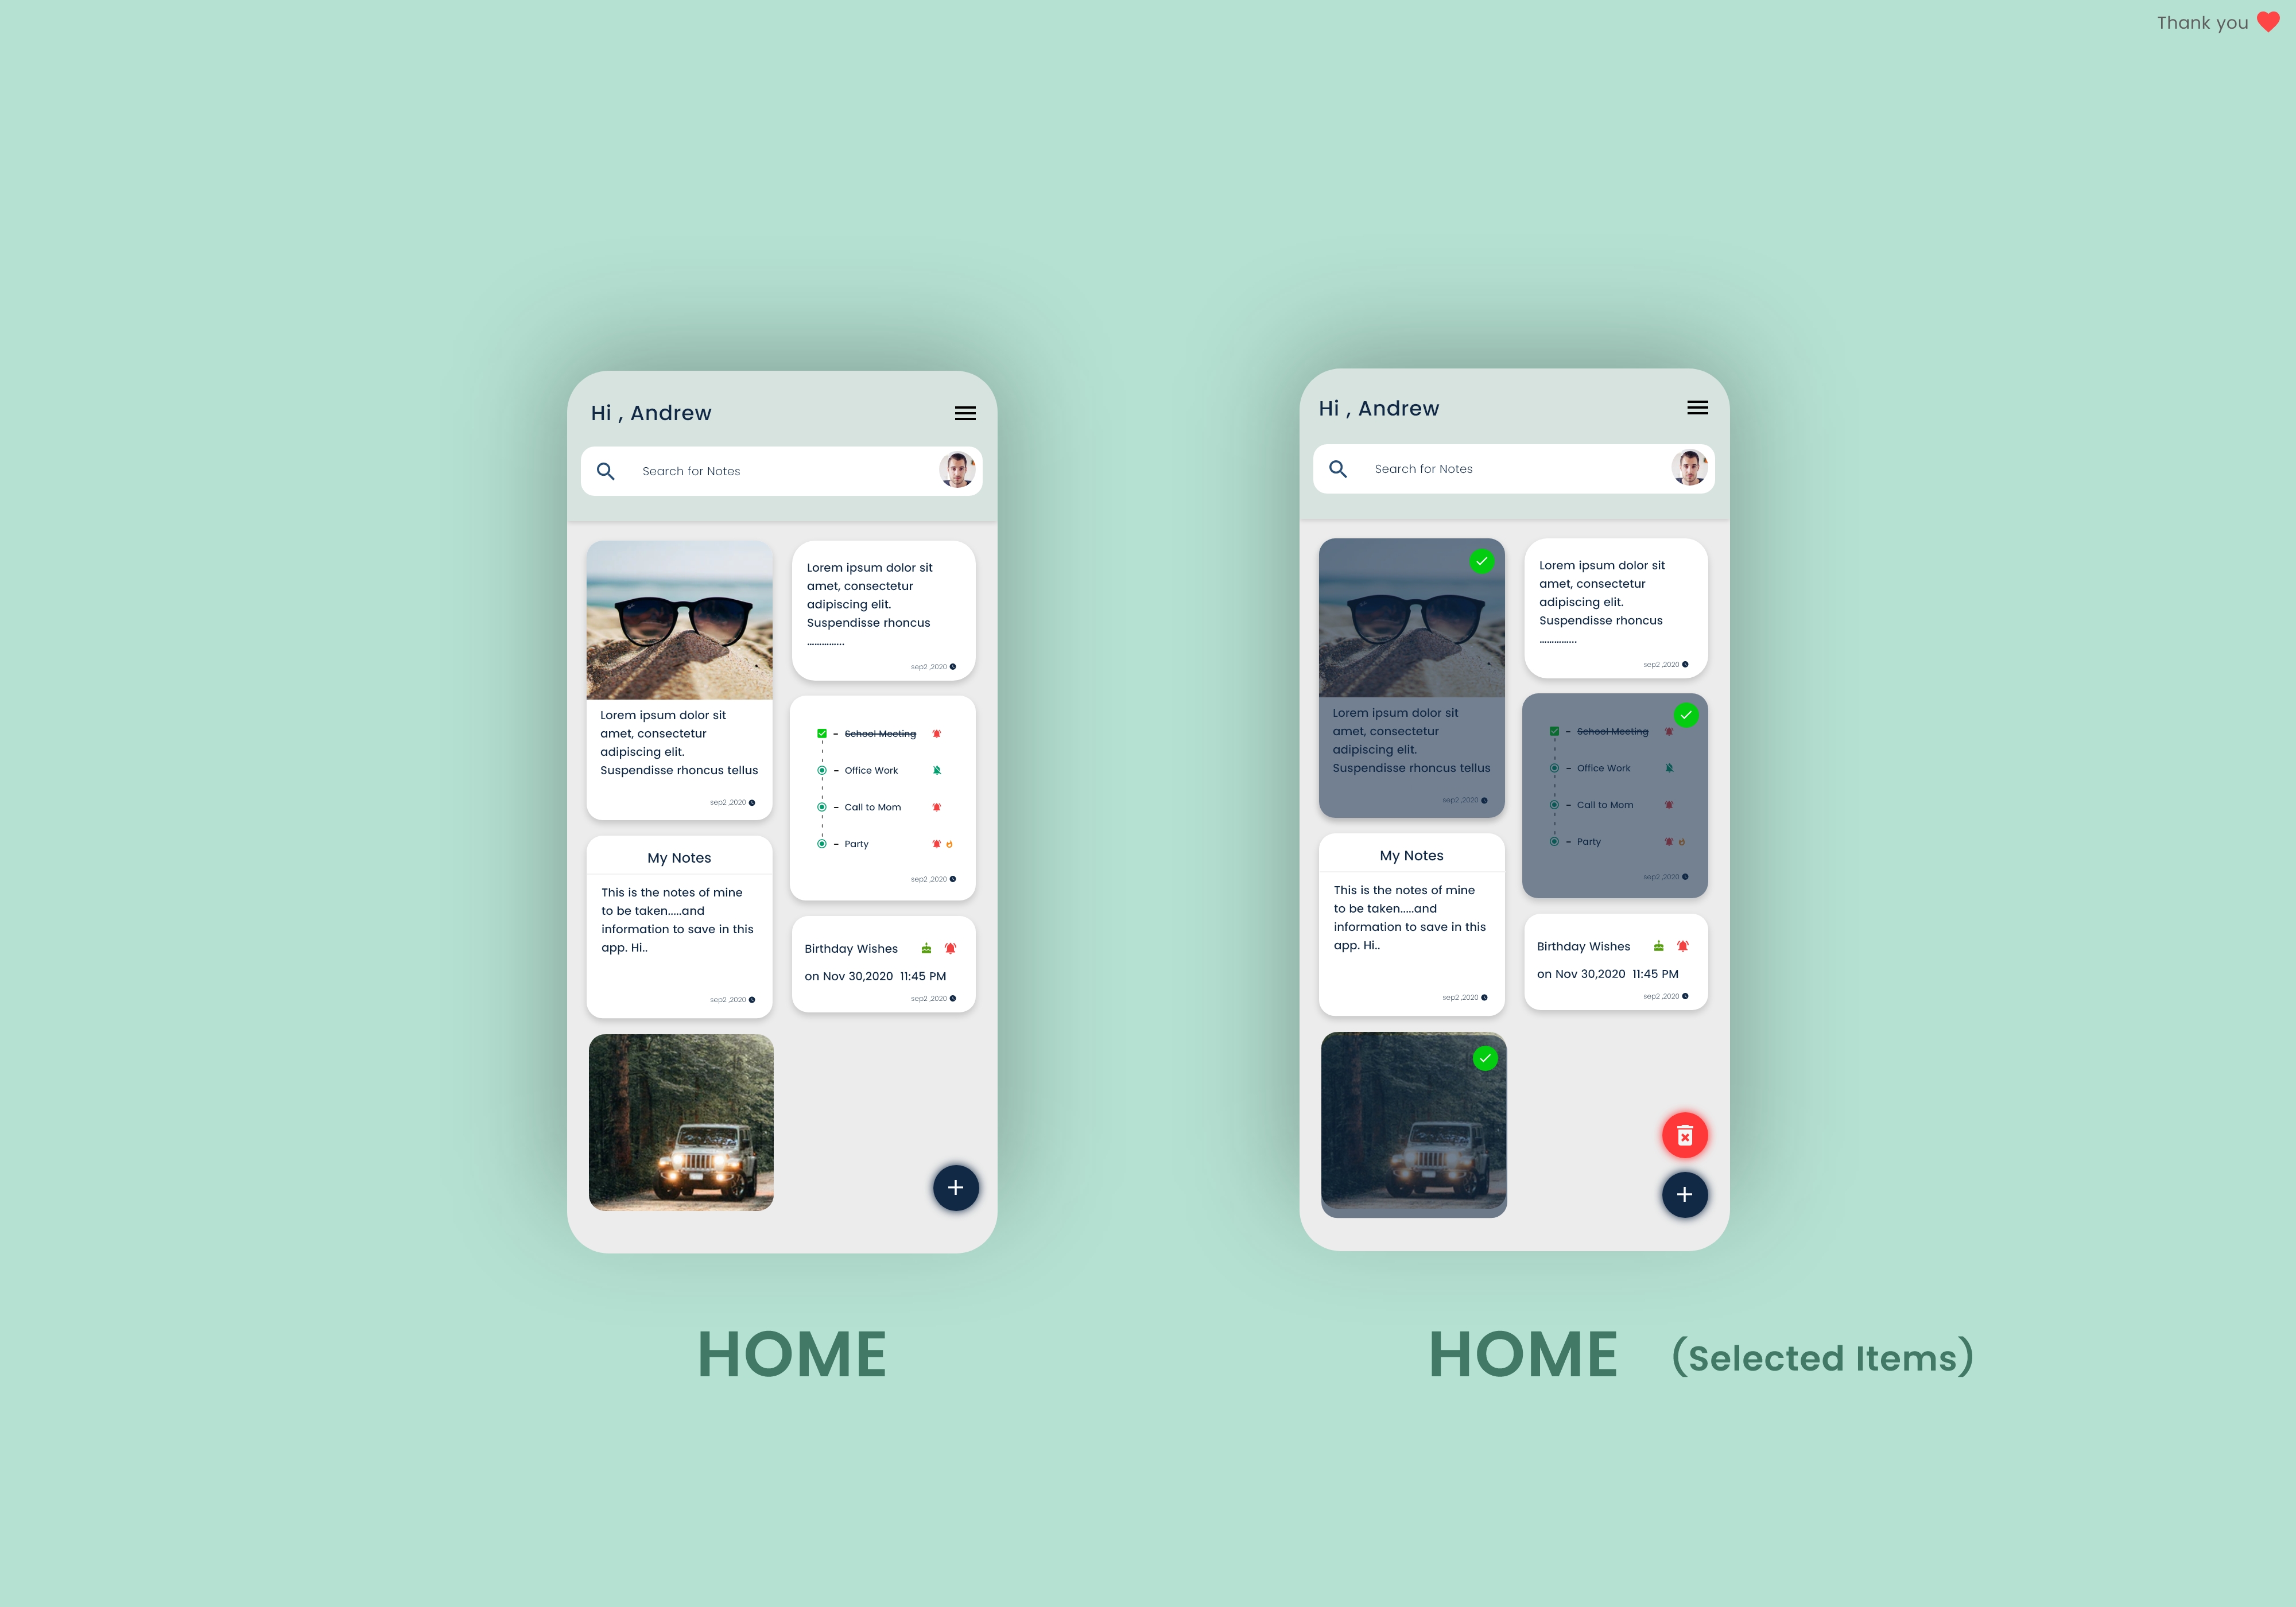 Thank you
Hi , Andrew
Search for Notes
Lorem ipsum dolor sit
amet, consectetur
adipiscing elit.
Suspendisse rhoncus tellus
sep2 ,2020
My Notes
This is the notes of mine
to be taken.....and
information to save in this
app. Hi..
sep2 ,2020
Lorem ipsum dolor sit
amet, consectetur
adipiscing elit.
Suspendisse rhoncus
...............
sep2 ,2020
- School Meeting
- Office Work
- Call to Mom
- Party
sep2 ,2020
Birthday Wishes
on Nov 30,2020 11:45 PM
sep2 ,2020
HOME
Hi , Andrew
Search for Notes
Lorem ipsum dolor sit
amet, consectetur
adipiscing elit.
Suspendisse rhoncus tellus
sep2 ,2020
My Notes
This is the notes of mine
to be taken.....and
information to save in this
app. Hi..
sep2 ,2020
Lorem ipsum dolor sit
amet, consectetur
adipiscing elit.
Suspendisse rhoncus
...............
sep2 ,2020
- School Meeting
- Office Work
- Call to Mom
- Party
sep2 ,2020
Birthday Wishes
on Nov 30,2020 11:45 PM
sep2 ,2020
HOME (Selected Items)